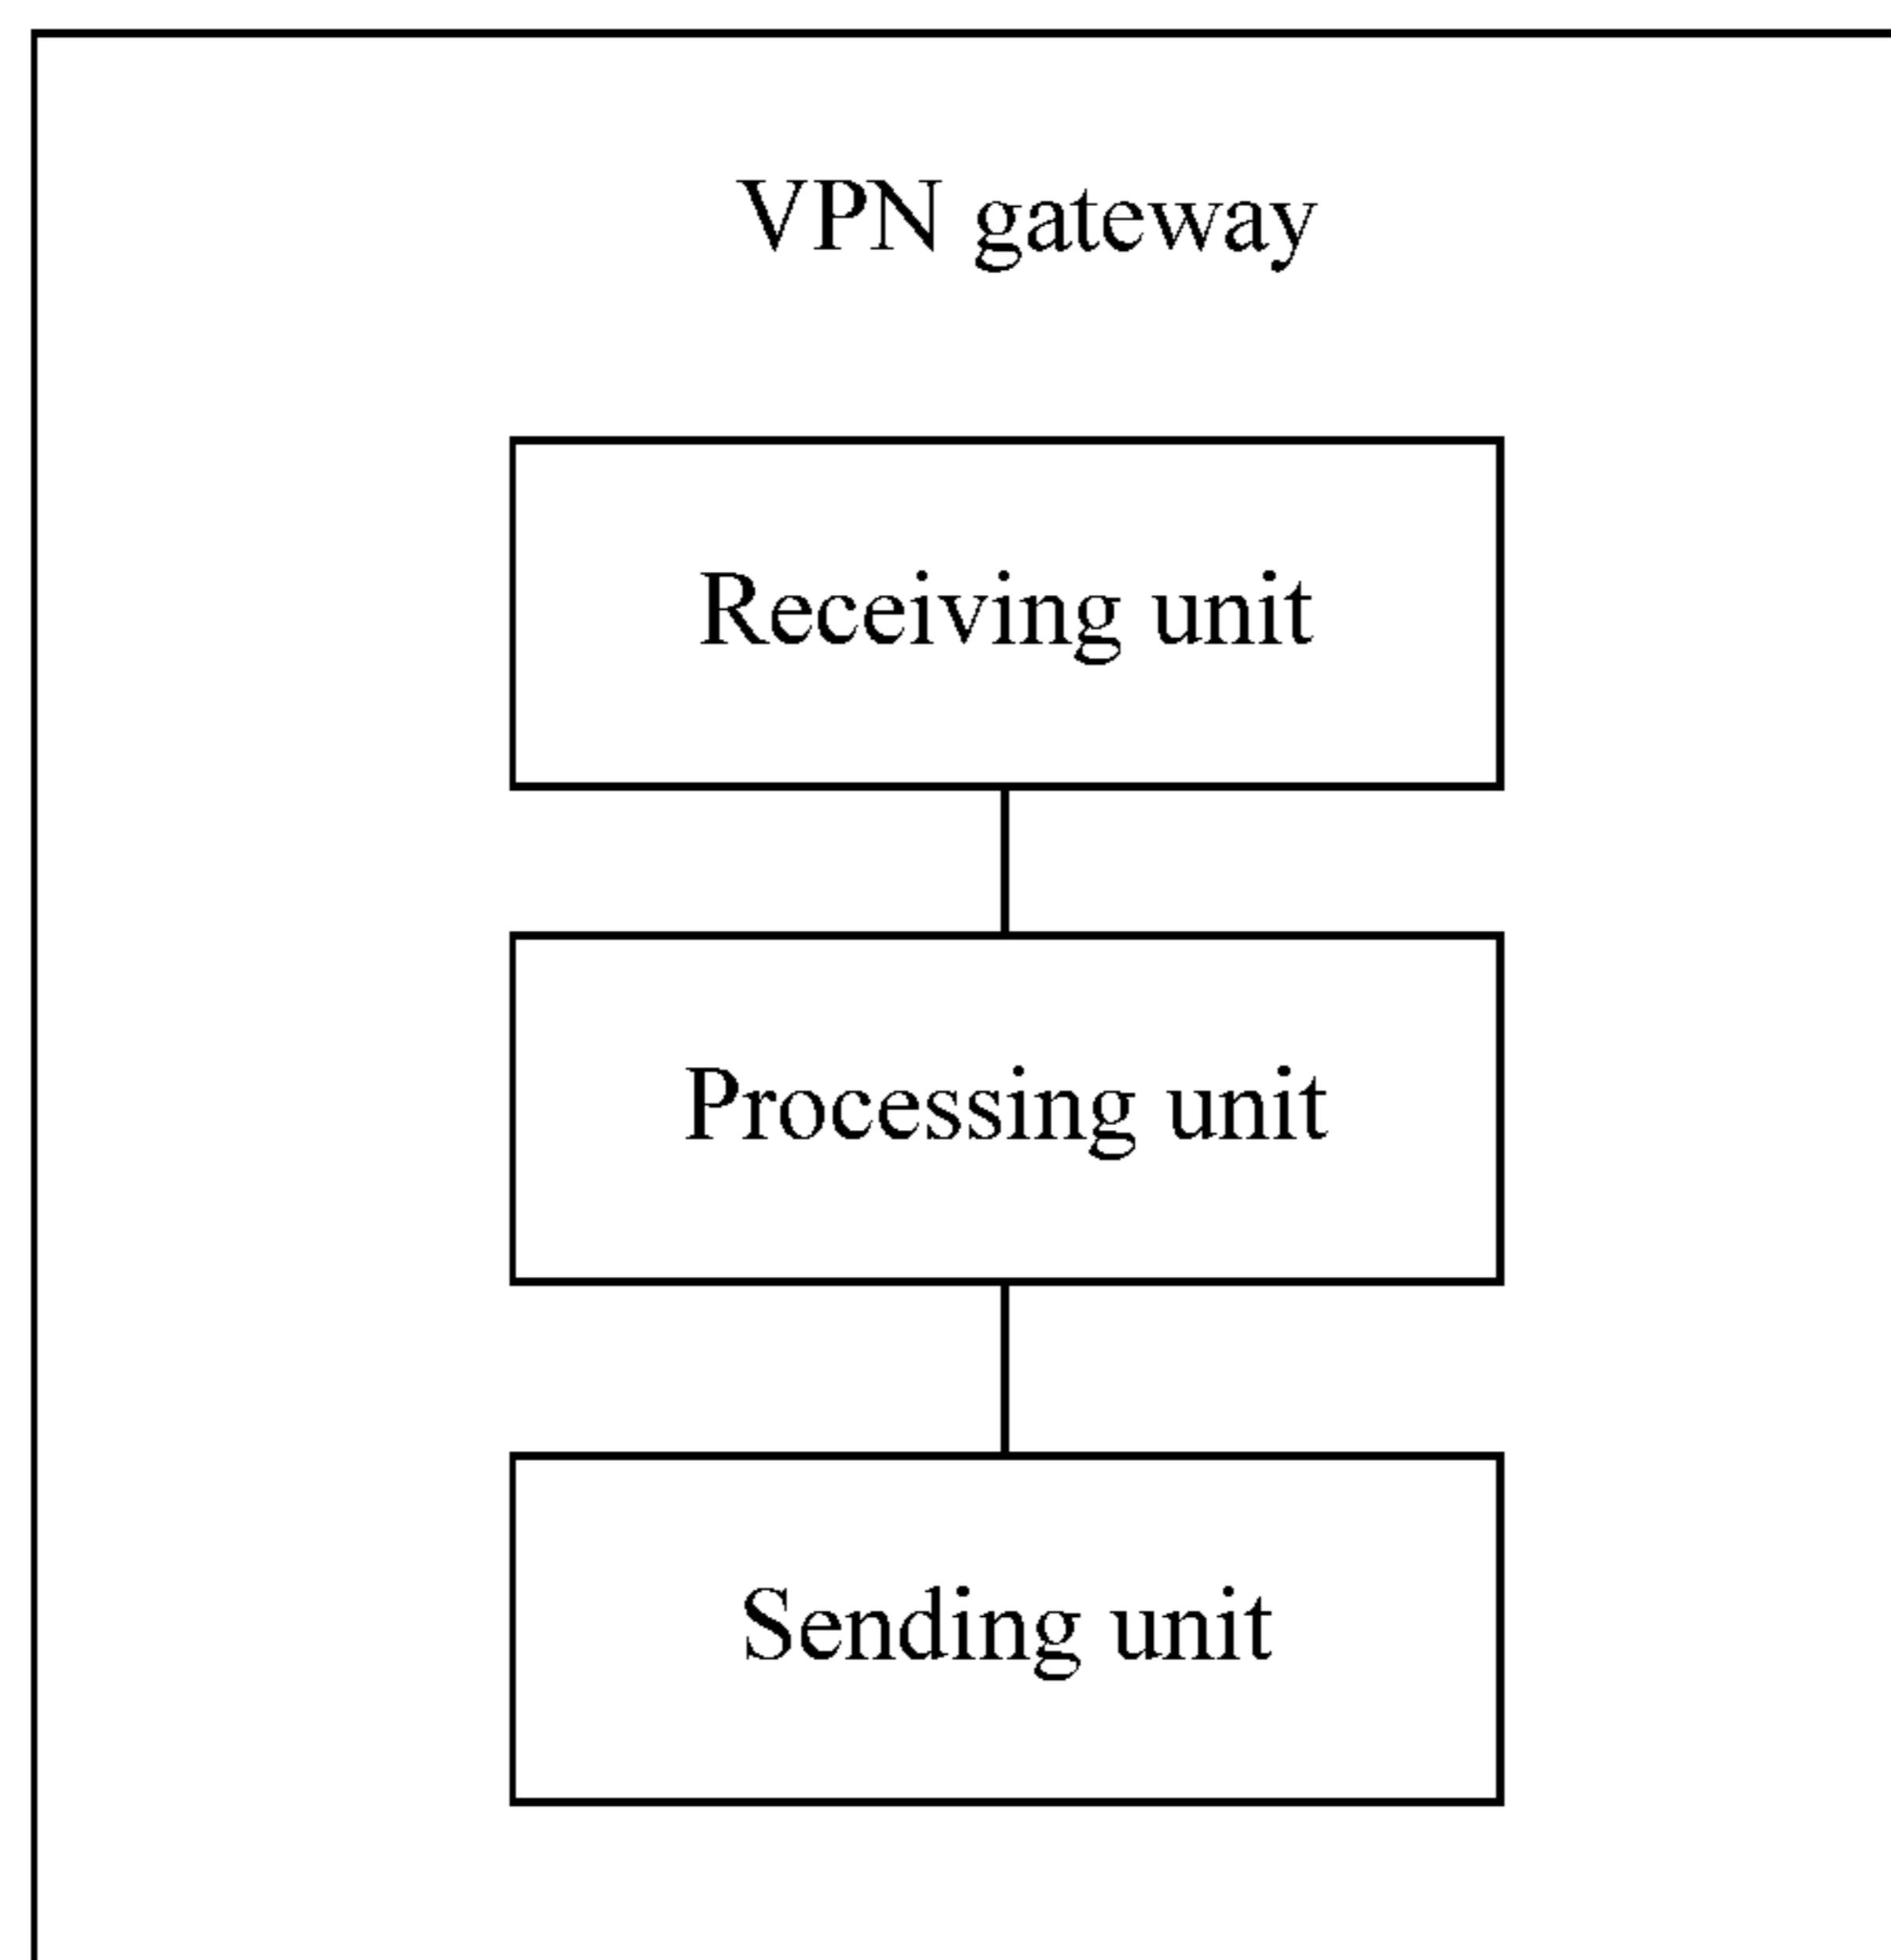 VPN gateway
Receiving unit
Processing unit
Sending unit